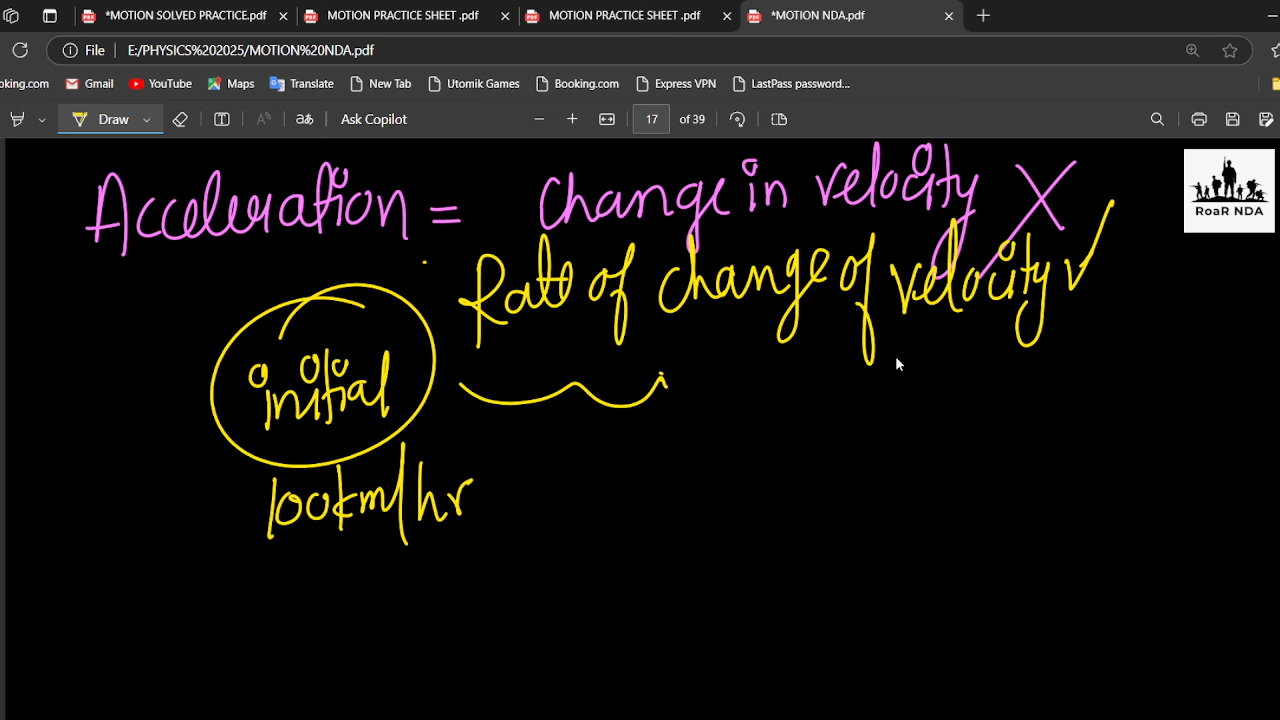 *MOTION SOLVED PRACTICE.pdf
MOTION PRACTICE SHEET .pdf
MOTION PRACTICE SHEET .pdf
*MOTION NDA.pdf
File E:/PHYSICS%202025/MOTION%20NDA.pdf
oking.com Gmail YouTube Maps Translate New Tab Utomik Games Booking.com Express VPN LastPass password...
Draw aあ Ask Copilot 17 of 39
Acceleration = Change in velocity X
Rate of change of velocity ✓
initial
100km/hr
RoaR NDA